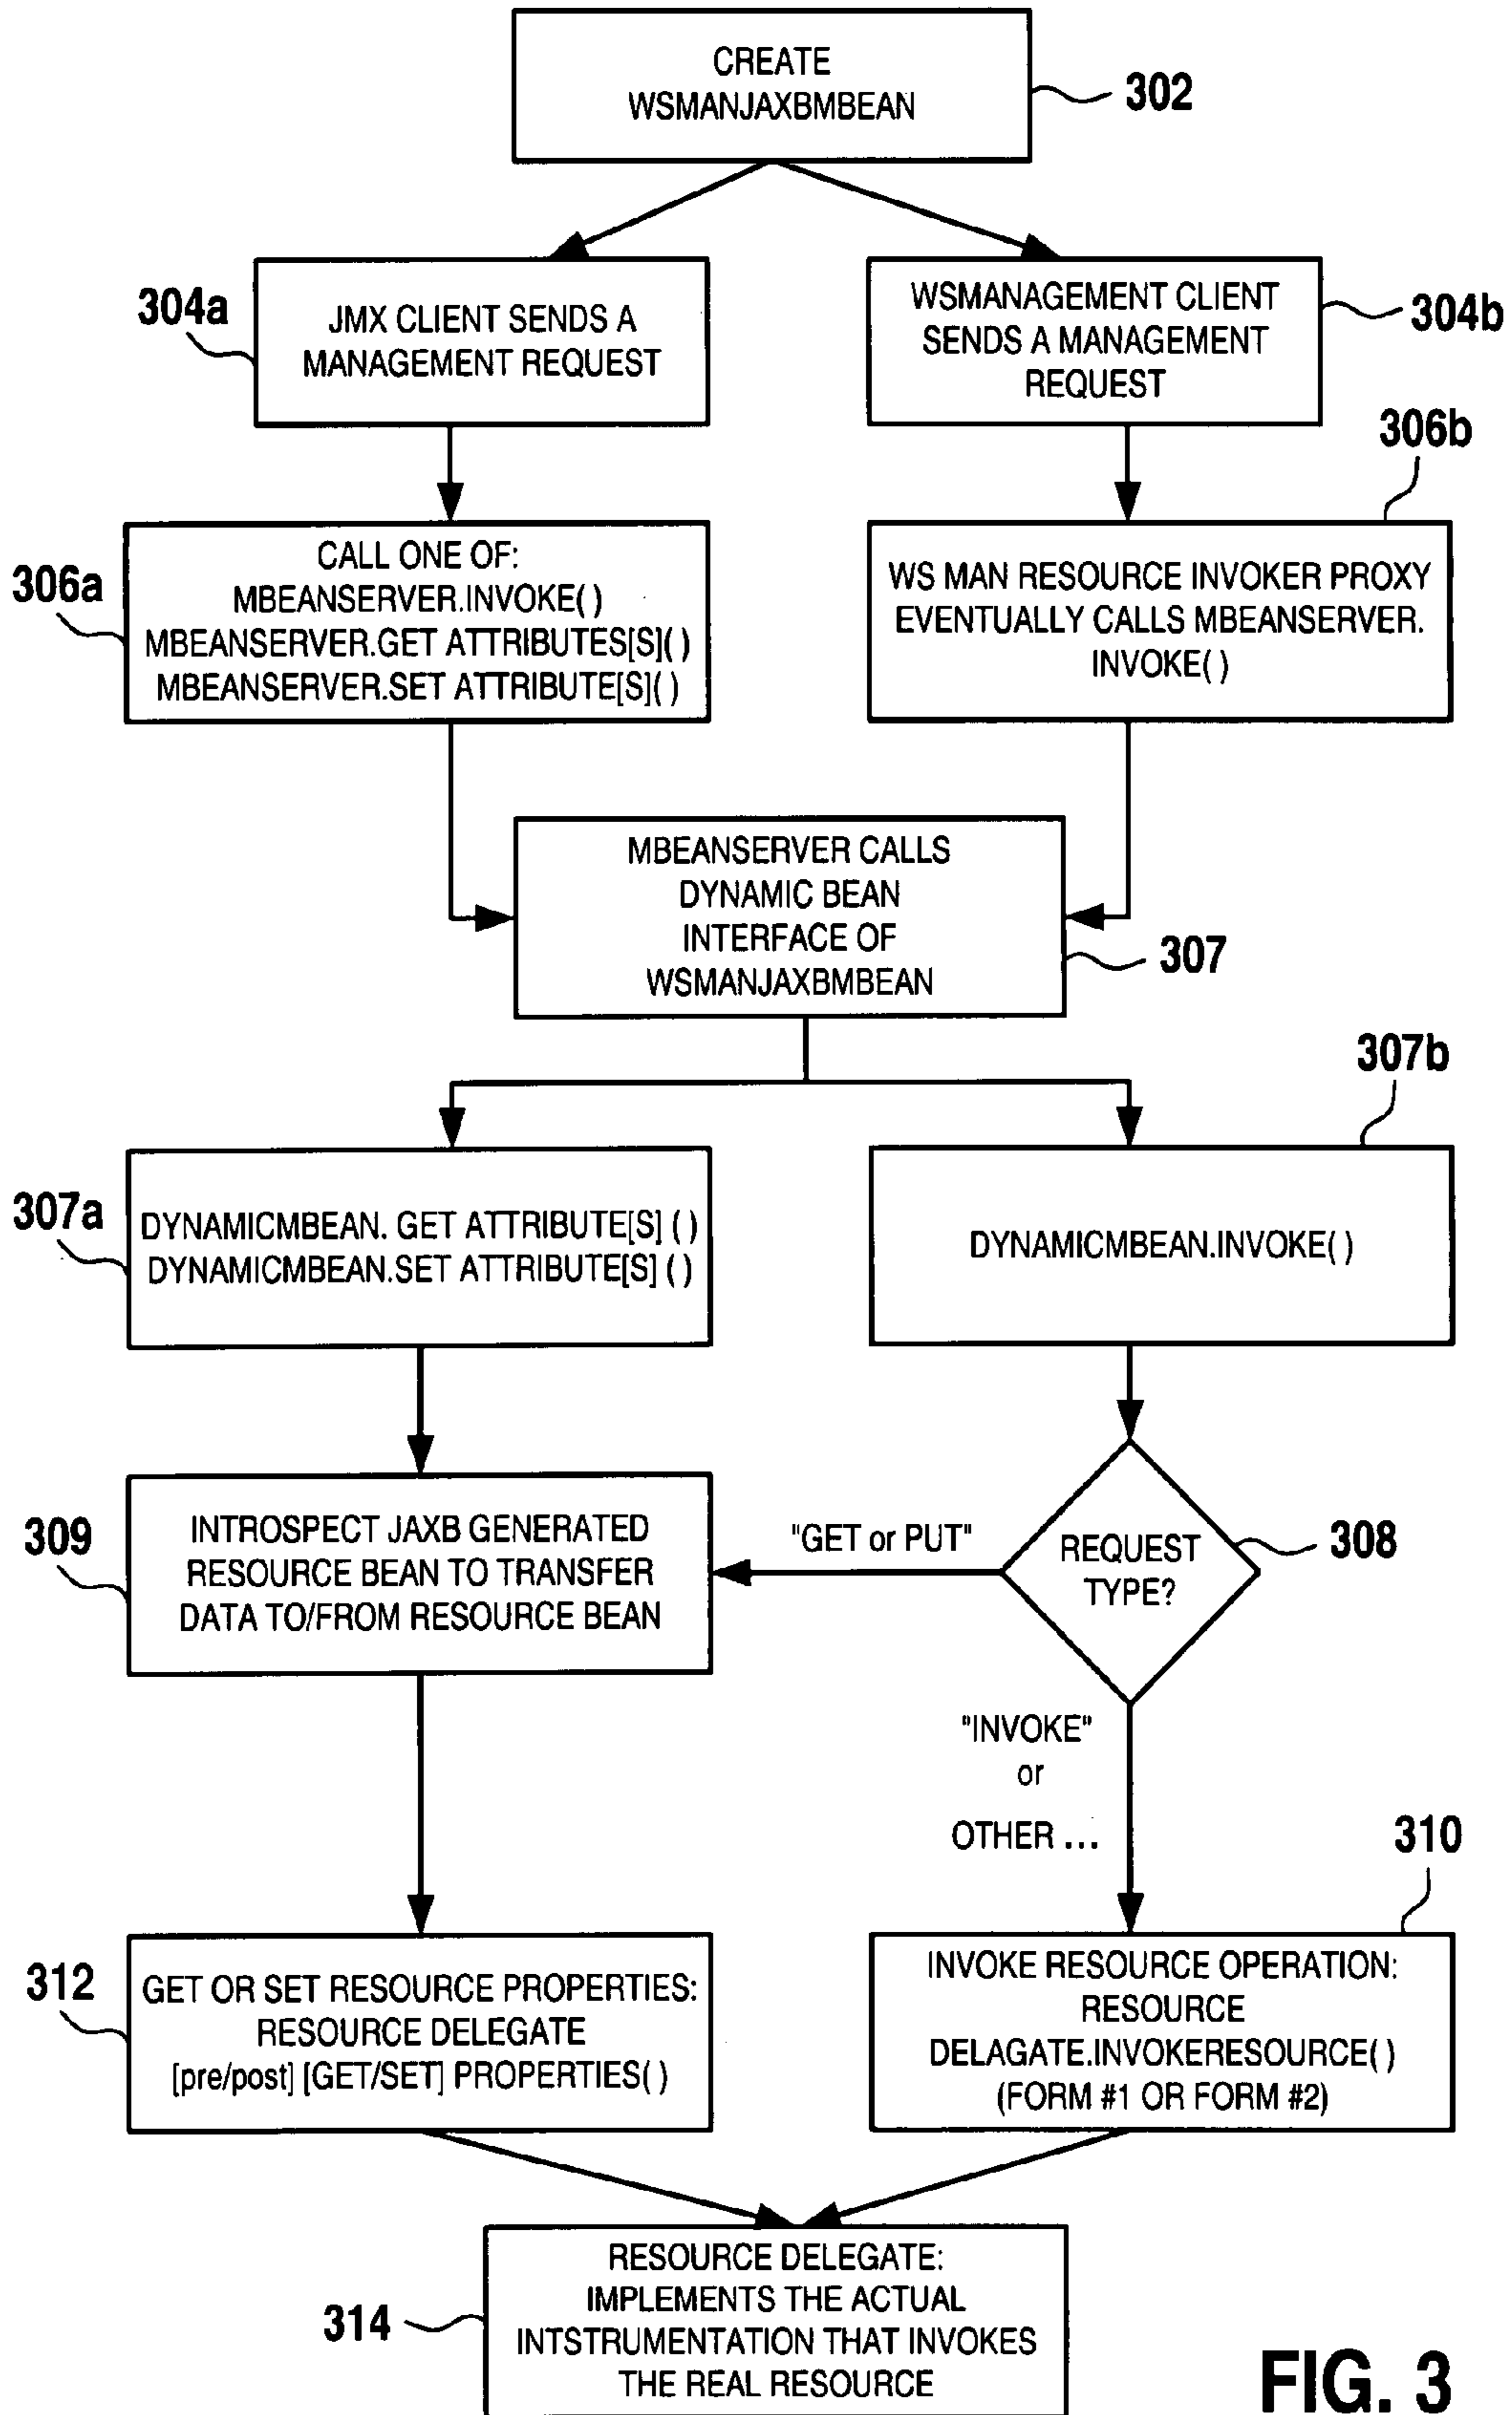 CREATE
WSMANJAXBMBEAN
302
304a
JMX CLIENT SENDS A
MANAGEMENT REQUEST
WSMANAGEMENT CLIENT
SENDS A MANAGEMENT
REQUEST
304b
306b
306a
CALL ONE OF:
MBEANSERVER.INVOKE( )
MBEANSERVER.GET ATTRIBUTES[S]( )
MBEANSERVER.SET ATTRIBUTE[S]( )
WS MAN RESOURCE INVOKER PROXY
EVENTUALLY CALLS MBEANSERVER.
INVOKE( )
MBEANSERVER CALLS
DYNAMIC BEAN
INTERFACE OF
WSMANJAXBMBEAN
307
307b
307a
DYNAMICMBEAN. GET ATTRIBUTE[S] ( )
DYNAMICMBEAN.SET ATTRIBUTE[S] ( )
DYNAMICMBEAN.INVOKE( )
309
INTROSPECT JAXB GENERATED
RESOURCE BEAN TO TRANSFER
DATA TO/FROM RESOURCE BEAN
"GET or PUT"
REQUEST
TYPE?
308
"INVOKE"
or
OTHER ...
310
312
GET OR SET RESOURCE PROPERTIES:
RESOURCE DELEGATE
[pre/post] [GET/SET] PROPERTIES( )
INVOKE RESOURCE OPERATION:
RESOURCE
DELAGATE.INVOKERESOURCE( )
(FORM #1 OR FORM #2)
314
RESOURCE DELEGATE:
IMPLEMENTS THE ACTUAL
INTSTRUMENTATION THAT INVOKES
THE REAL RESOURCE
FIG. 3